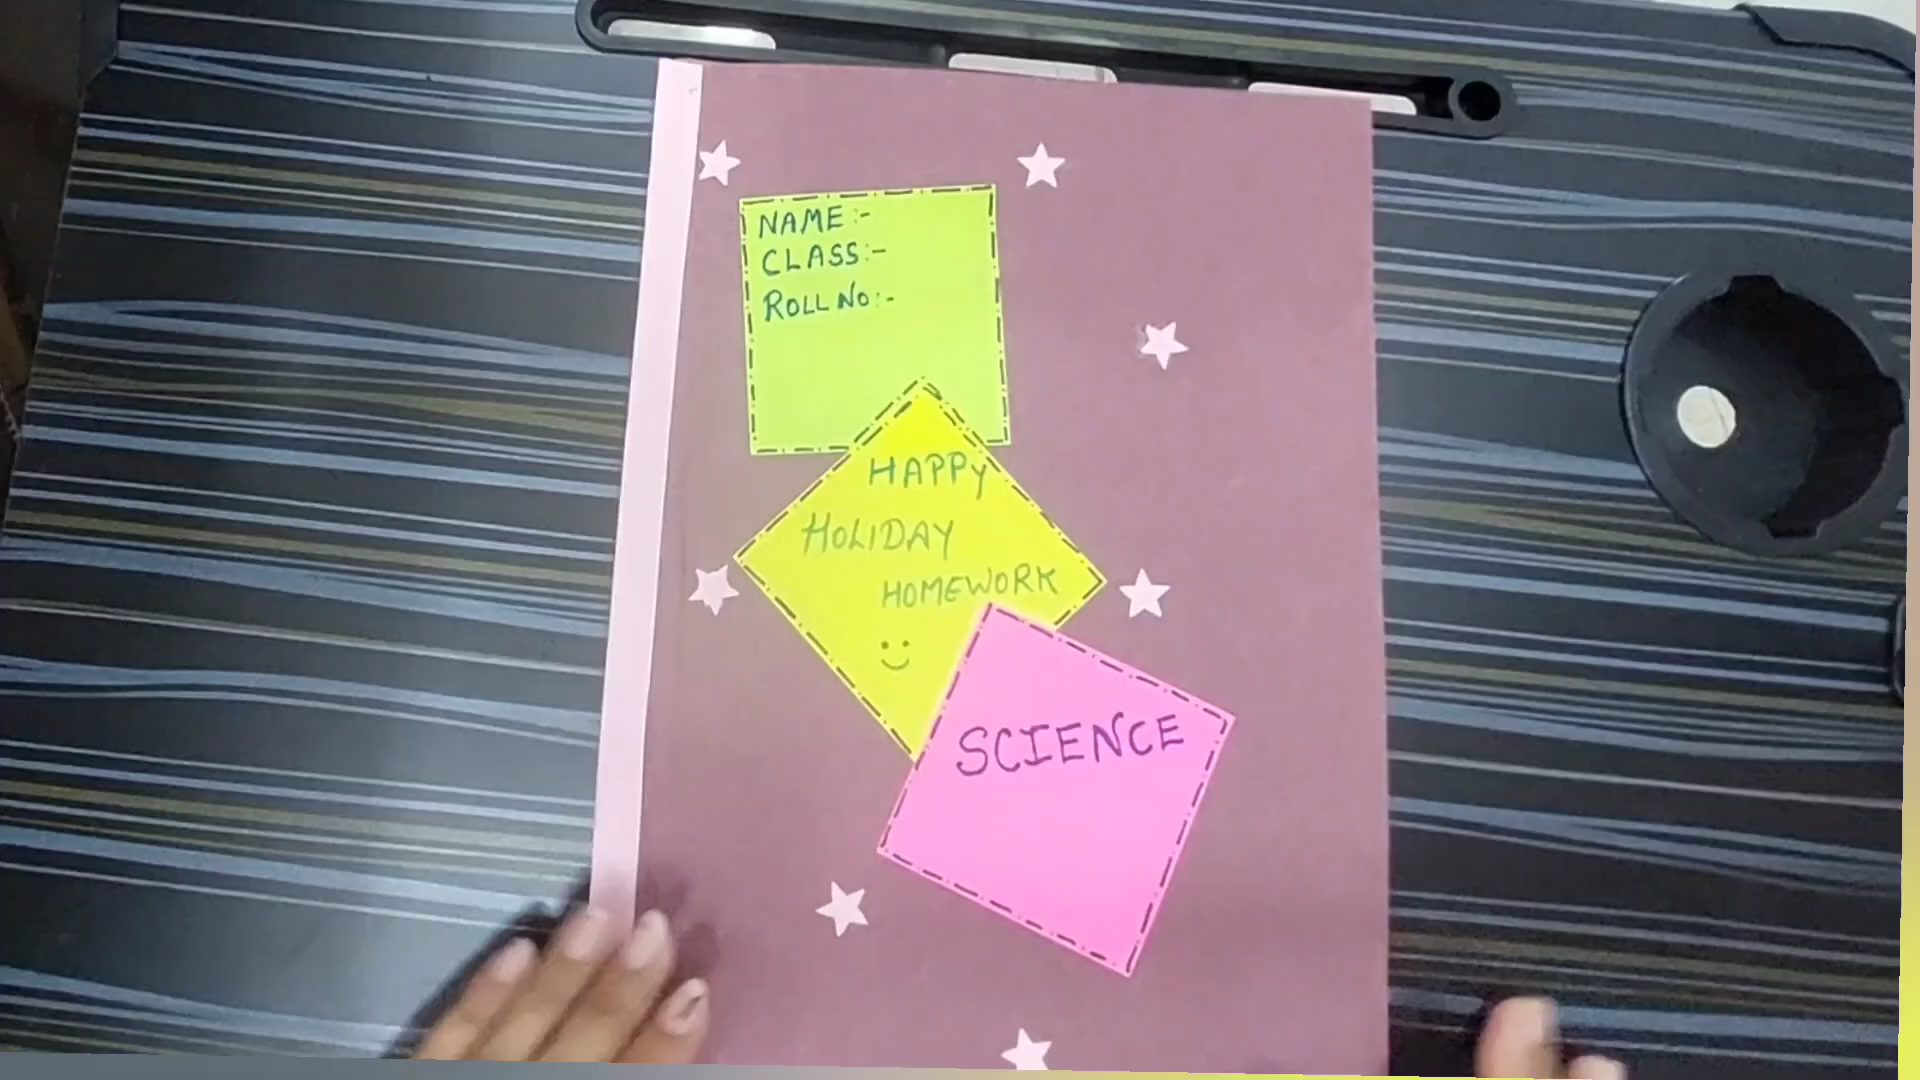 NAME :-
CLASS:-
ROLL NO:-
HAPPY
HOLIDAY
HOMEWORK
SCIENCE